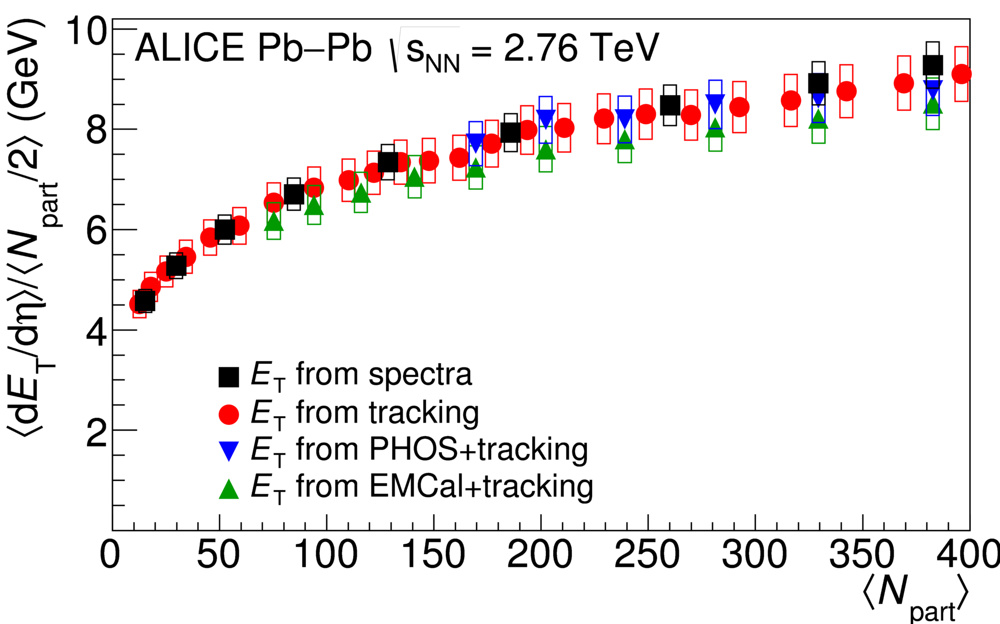 ALICE Pb–Pb √sNN = 2.76 TeV
⟨dET/dη⟩/⟨Npart/2⟩ (GeV)
10
8
6
4
2
ET from spectra
ET from tracking
ET from PHOS+tracking
ET from EMCal+tracking
0 50 100 150 200 250 300 350 400
⟨Npart⟩